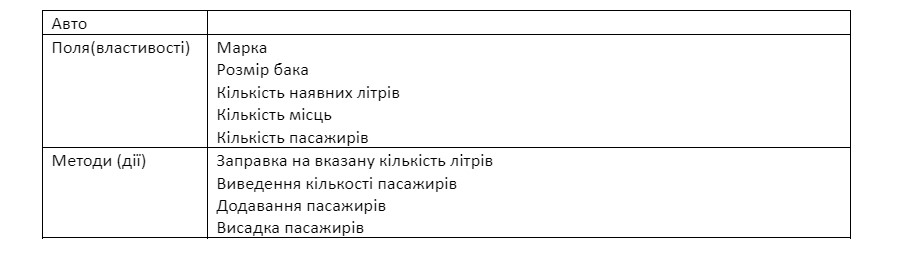 Авто
Поля(властивості)
Марка
Розмір бака
Кількість наявних літрів
Кількість місць
Кількість пасажирів
Методи (дії)
Заправка на вказану кількість літрів
Виведення кількості пасажирів
Додавання пасажирів
Висадка пасажирів